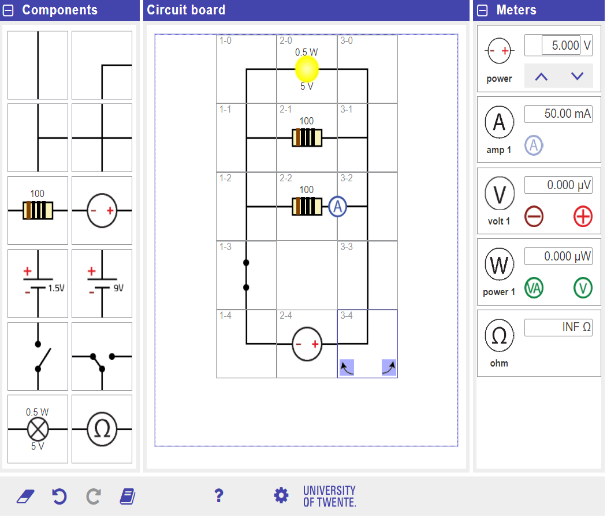 Components
Circuit board
Meters
1-0
2-0
3-0
0.5 W
5 V
1-1
2-1
3-1
100
1-2
2-2
3-2
100
A
1-3
3-3
1-4
2-4
3-4
- +
100
- +
+
-
1.5V
+
-
9V
0.5 W
5 V
Ω
- +
power
5.000 V
A
amp 1
50.00 mA
A
V
volt 1
0.000 µV
W
power 1
0.000 µW
VA
V
Ω
ohm
INF Ω
?
UNIVERSITY
OF TWENTE.